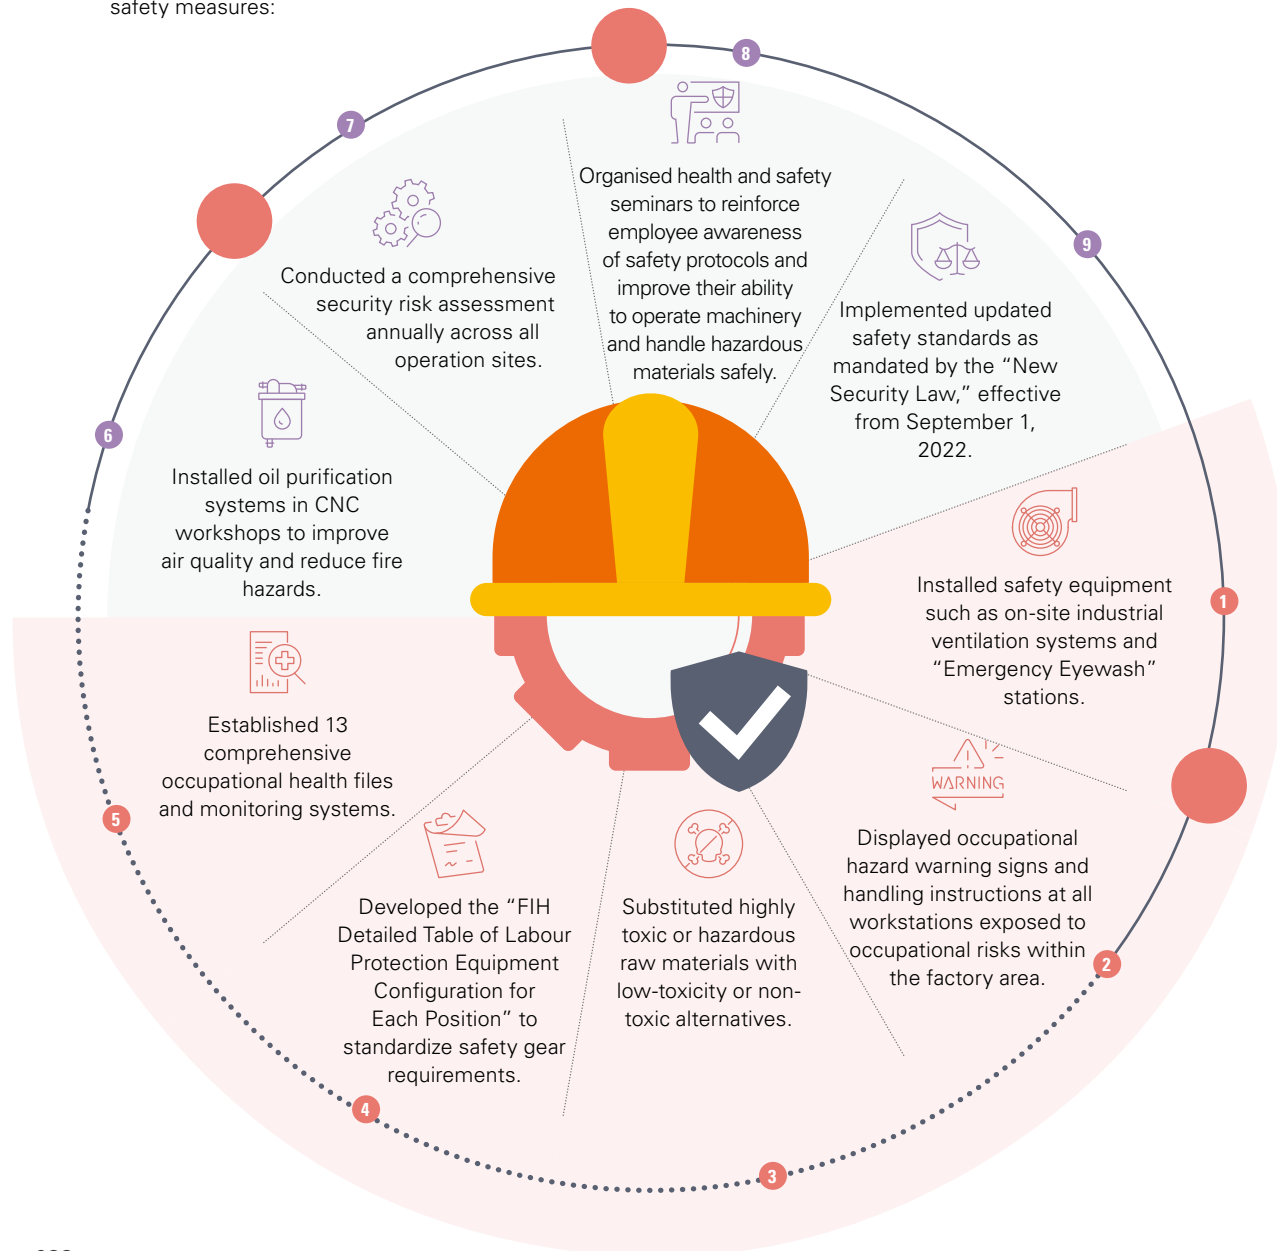 safety measures:
8
7
Organised health and safety
seminars to reinforce
employee awareness
of safety protocols and
improve their ability
to operate machinery
and handle hazardous
materials safely.
9
Conducted a comprehensive
security risk assessment
annually across all
operation sites.
Implemented updated
safety standards as
mandated by the “New
Security Law,” effective
from September 1,
2022.
6
Installed oil purification
systems in CNC
workshops to improve
air quality and reduce fire
hazards.
1
Installed safety equipment
such as on-site industrial
ventilation systems and
“Emergency Eyewash”
stations.
Established 13
comprehensive
occupational health files
and monitoring systems.
5
WARNING
Displayed occupational
hazard warning signs and
handling instructions at all
workstations exposed to
occupational risks within
the factory area.
2
Developed the “FIH
Detailed Table of Labour
Protection Equipment
Configuration for
Each Position” to
standardize safety gear
requirements.
4
Substituted highly
toxic or hazardous
raw materials with
low-toxicity or non-
toxic alternatives.
3